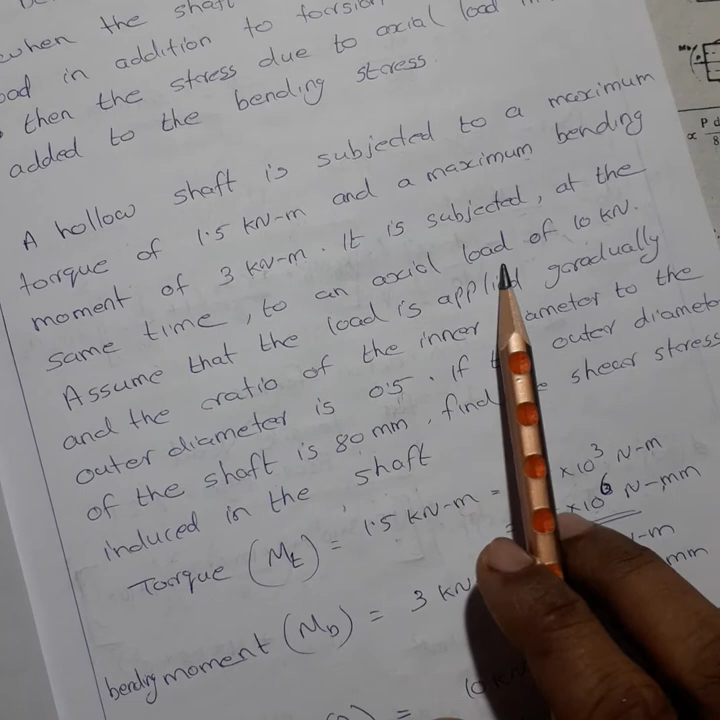 when the shaft
load in addition to torsion
then the stress due to axial load
added to the bending stress.
A hollow shaft is subjected to a maximum
torque of 1.5 KN-m and a maximum bending
moment of 3 KN-m. It is subjected, at the
same time, to an axial load of 10 KN.
Assume that the load is applied gradually
and the ratio of the inner diameter to the
outer diameter is 0.5. If the outer diameter
of the shaft is 80 mm, find shear stress
induced in the shaft
Torque (Mt) = 1.5 KN-m = ×10³ N-m
×10⁶ N-mm
bending moment (Mb) = 3 KN
-m
mm
=
Mb
P d
8